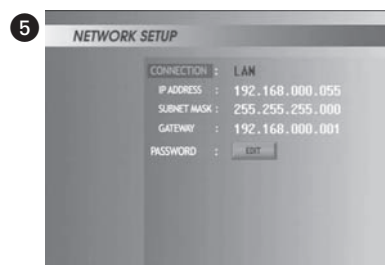 5
NETWORK SETUP
CONNECTION : LAN
IP ADDRESS : 192.168.000.055
SUBNET MASK : 255.255.255.000
GATEWAY : 192.168.000.001
PASSWORD : EDIT